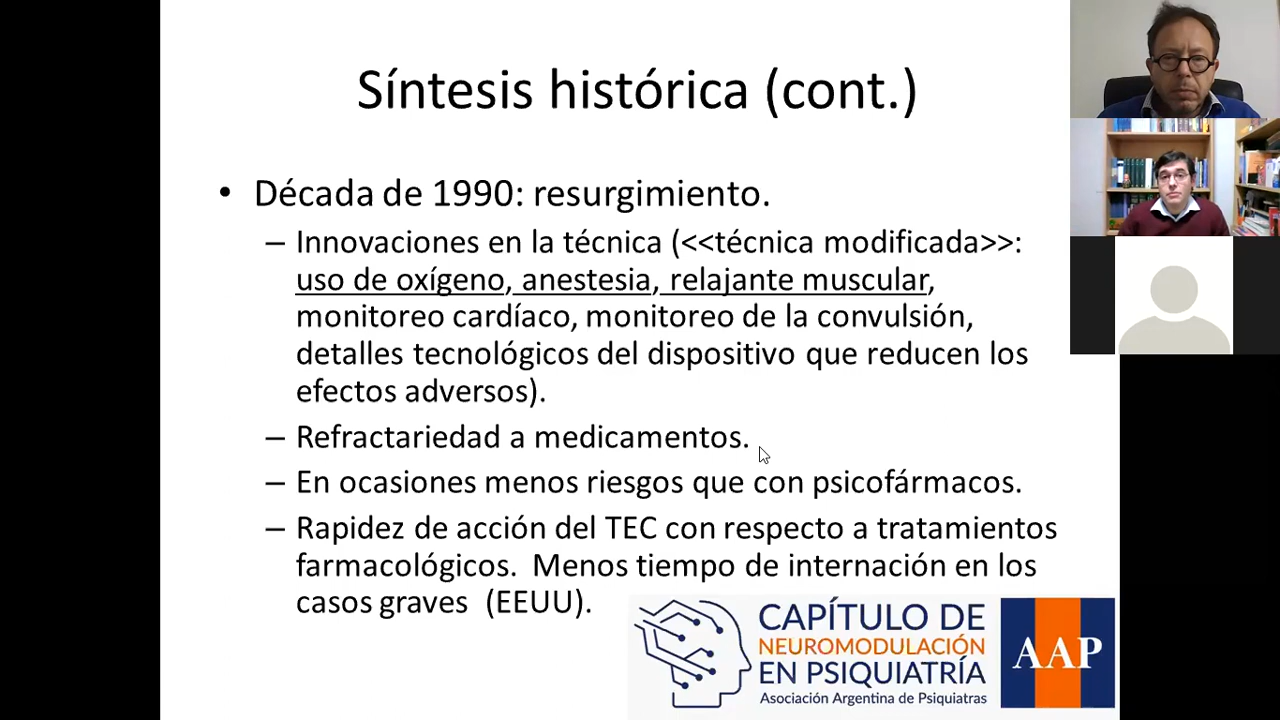 Síntesis histórica (cont.)
• Década de 1990: resurgimiento.
– Innovaciones en la técnica (<<técnica modificada>>:
uso de oxígeno, anestesia, relajante muscular,
monitoreo cardíaco, monitoreo de la convulsión,
detalles tecnológicos del dispositivo que reducen los
efectos adversos).
– Refractariedad a medicamentos.
– En ocasiones menos riesgos que con psicofármacos.
– Rapidez de acción del TEC con respecto a tratamientos
farmacológicos. Menos tiempo de internación en los
casos graves (EEUU).
CAPÍTULO DE
NEUROMODULACIÓN
EN PSIQUIATRÍA
Asociación Argentina de Psiquiatras
AAP